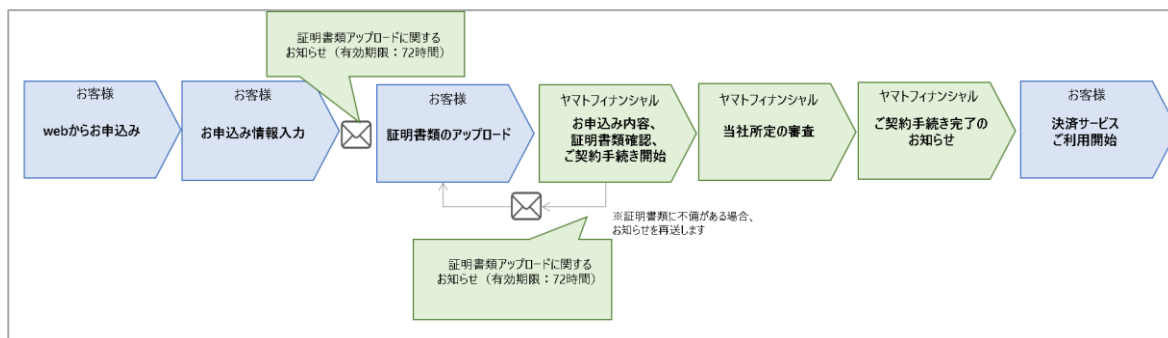 証明書類アップロードに関する
お知らせ（有効期限：72時間）
お客様
webからお申込み
お客様
お申込み情報入力
お客様
証明書類のアップロード
ヤマトフィナンシャル
お申込み内容、
証明書類確認、
ご契約手続き開始
ヤマトフィナンシャル
当社所定の審査
ヤマトフィナンシャル
ご契約手続き完了の
お知らせ
お客様
決済サービス
ご利用開始
※証明書類に不備がある場合、
お知らせを再送します
証明書類アップロードに関する
お知らせ（有効期限：72時間）